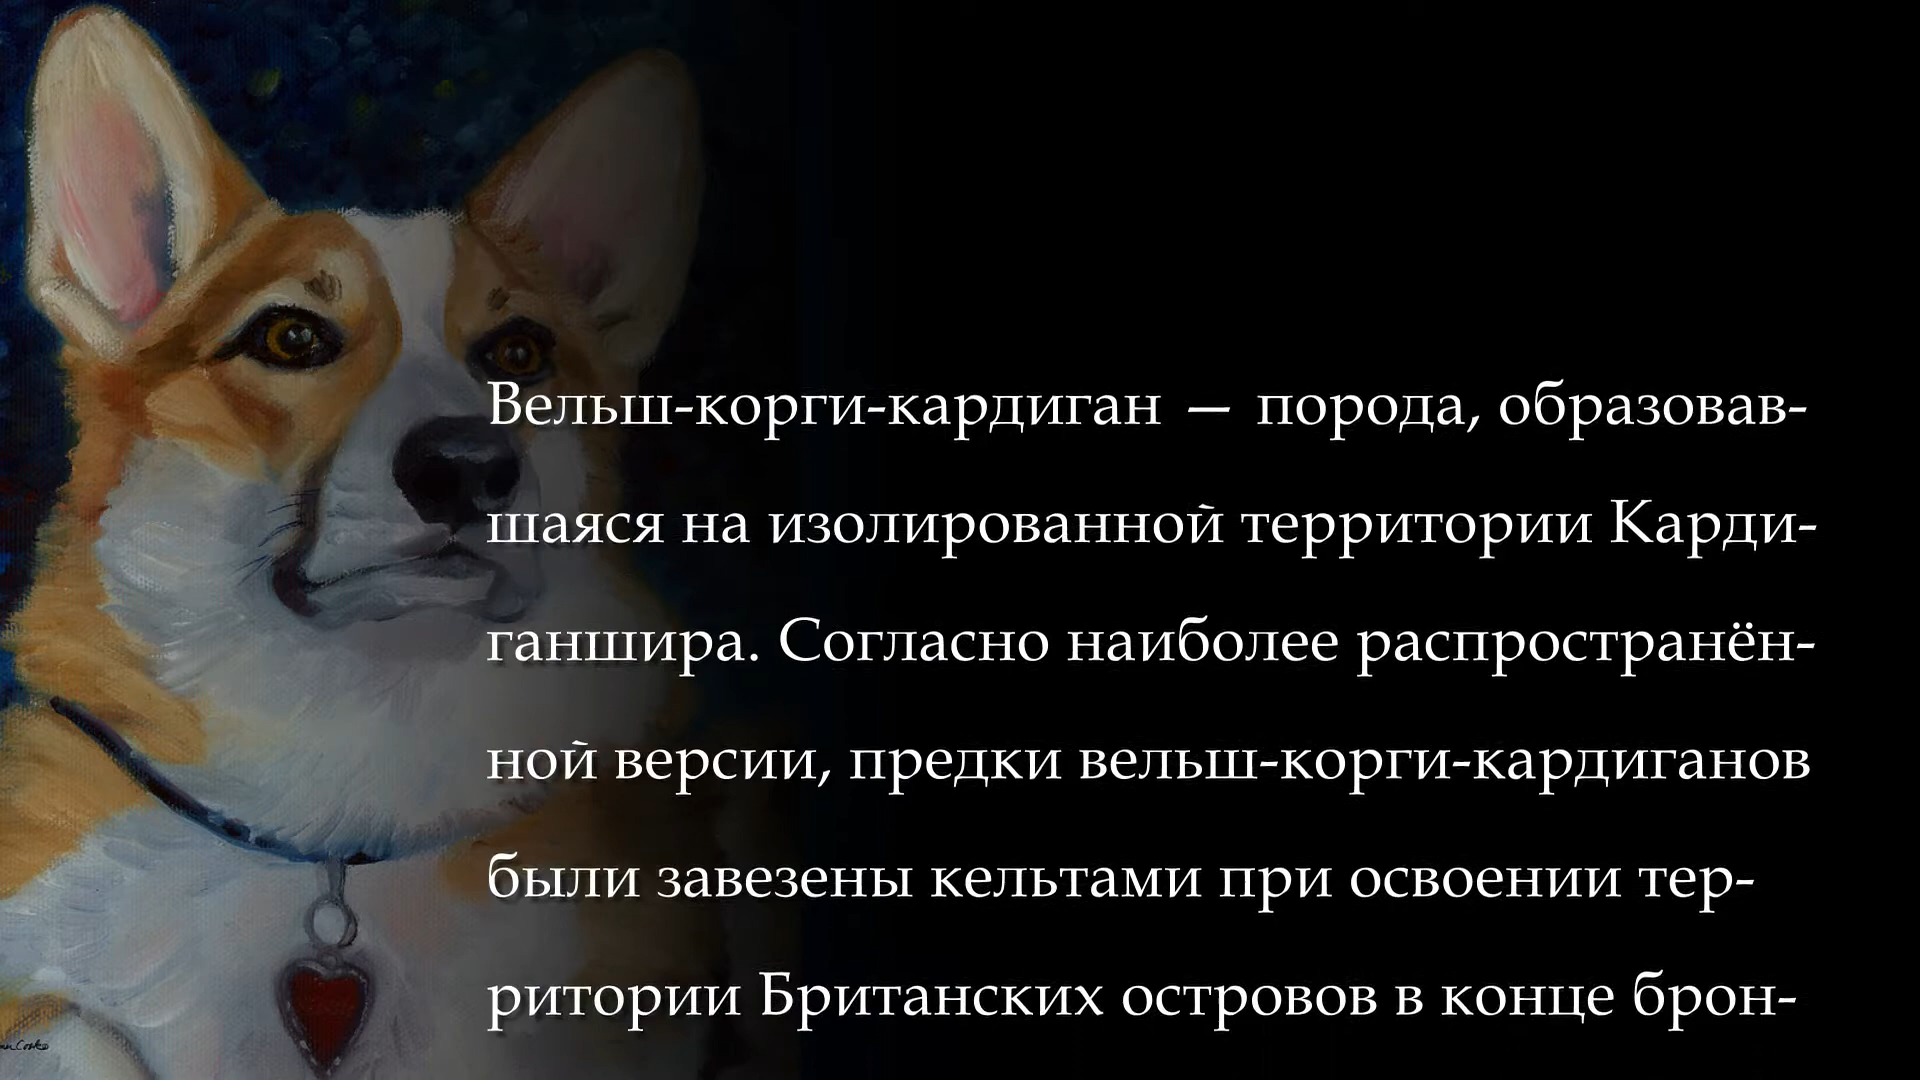 Вельш-корги-кардиган — порода, образовав-
шаяся на изолированной территории Карди-
ганшира. Согласно наиболее распространён-
ной версии, предки вельш-корги-кардиганов
были завезены кельтами при освоении тер-
ритории Британских островов в конце брон-